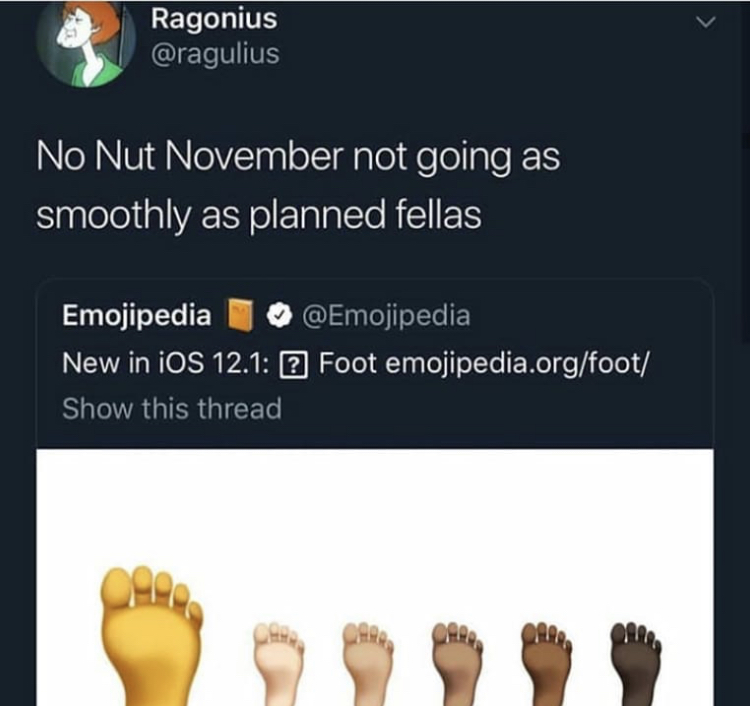 Ragonius
@ragulius
No Nut November not going as
smoothly as planned fellas
Emojipedia 📙 @Emojipedia
New in iOS 12.1: ⍰ Foot emojipedia.org/foot/
Show this thread